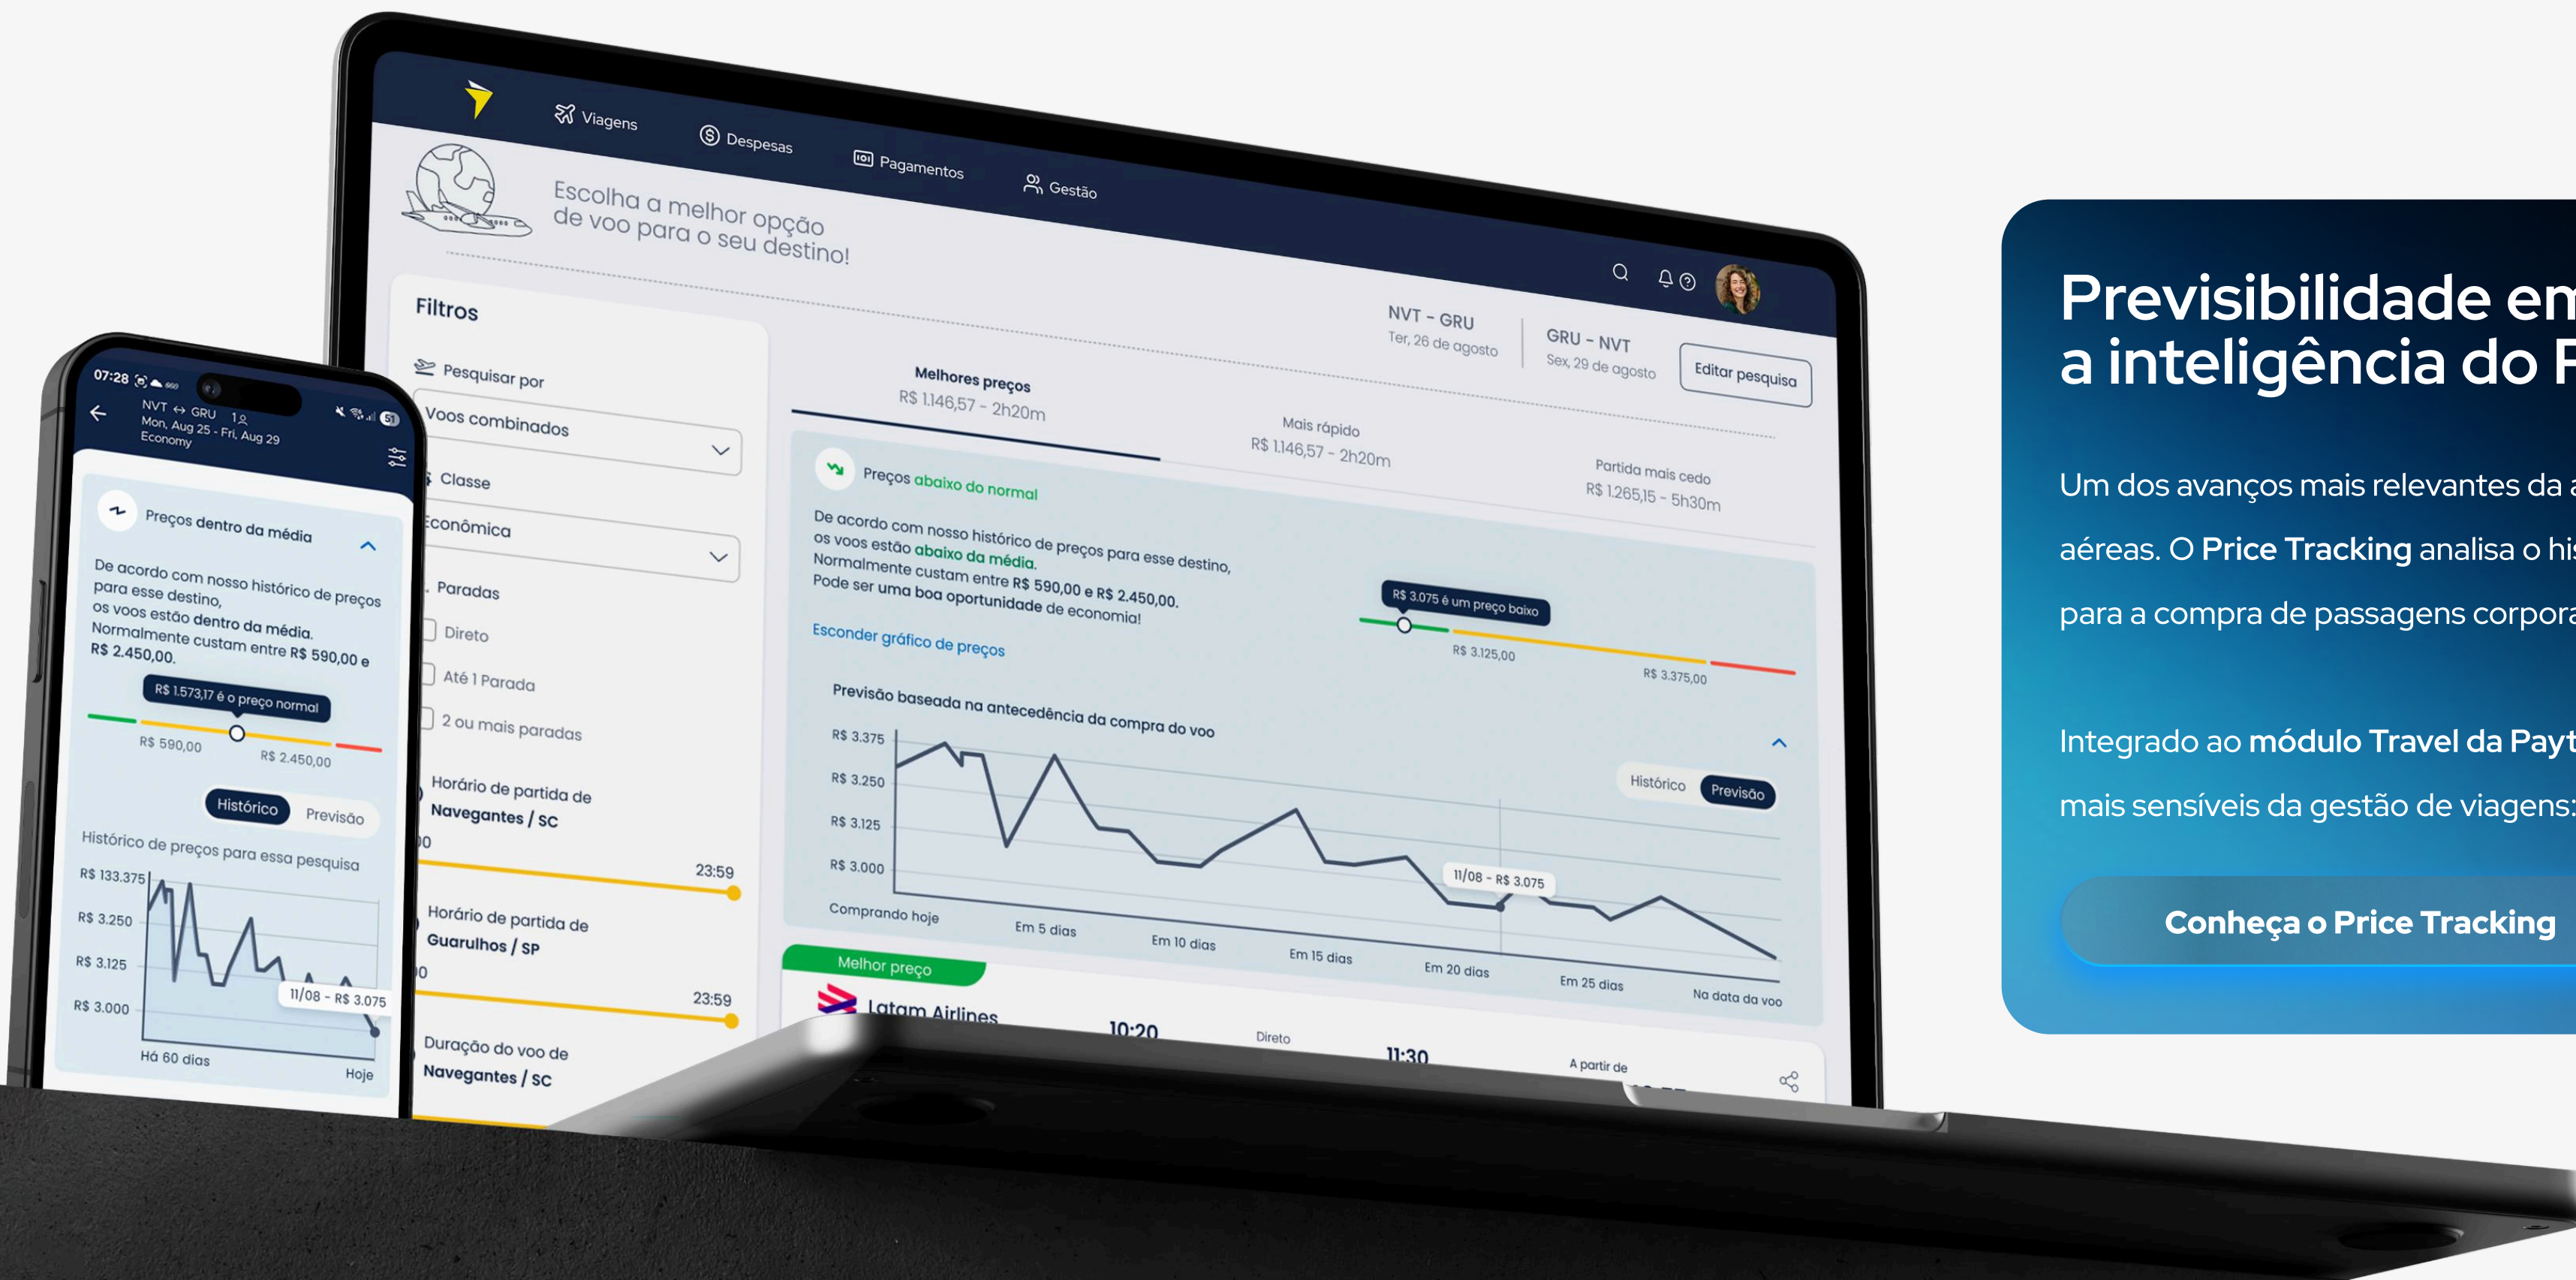 Viagens
Despesas
Pagamentos
Gestão
Escolha a melhor opção
de voo para o seu destino!
NVT - GRU
Ter, 26 de agosto
GRU - NVT
Sex, 29 de agosto
Editar pesquisa
Filtros
Pesquisar por
Voos combinados
Classe
Econômica
Paradas
Direto
Até 1 Parada
2 ou mais paradas
Horário de partida de
Navegantes / SC
23:59
Horário de partida de
Guarulhos / SP
23:59
Duração do voo de
Navegantes / SC
Melhores preços
R$ 1.146,57 - 2h20m
Mais rápido
R$ 1.146,57 - 2h20m
Partida mais cedo
R$ 1.265,15 - 5h30m
Preços abaixo do normal
De acordo com nosso histórico de preços para esse destino,
os voos estão abaixo da média.
Normalmente custam entre R$ 590,00 e R$ 2.450,00.
Pode ser uma boa oportunidade de economia!
Esconder gráfico de preços
R$ 3.075 é um preço baixo
R$ 3.125,00
R$ 3.375,00
Previsão baseada na antecedência da compra do voo
Histórico
Previsão
R$ 3.375
R$ 3.250
R$ 3.125
R$ 3.000
11/08 - R$ 3.075
Comprando hoje
Em 5 dias
Em 10 dias
Em 15 dias
Em 20 dias
Em 25 dias
Na data da voo
Melhor preço
Latam Airlines
10:20
Direto
11:30
A partir de
07:28
51
NVT ↔ GRU 1
Mon, Aug 25 - Fri, Aug 29
Economy
Preços dentro da média
De acordo com nosso histórico de preços
para esse destino,
os voos estão dentro da média.
Normalmente custam entre R$ 590,00 e
R$ 2.450,00.
R$ 1.573,17 é o preço normal
R$ 590,00
R$ 2.450,00
Histórico
Previsão
Histórico de preços para essa pesquisa
R$ 133.375
R$ 3.250
R$ 3.125
R$ 3.000
11/08 - R$ 3.075
Há 60 dias
Hoje
Previsibilidade em
a inteligência do P
Um dos avanços mais relevantes da a
aéreas. O Price Tracking analisa o his
para a compra de passagens corpora
Integrado ao módulo Travel da Payt
mais sensíveis da gestão de viagens:
Conheça o Price Tracking